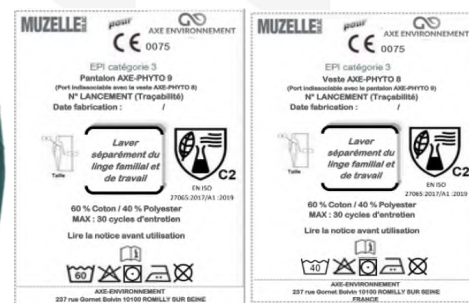 MUZELLE
pour
AXE ENVIRONNEMENT
CE 0075
EPI catégorie 3
Pantalon AXE-PHYTO 9
(Port indissociable avec la veste AXE-PHYTO 8)
N° LANCEMENT (Traçabilité)
Date fabrication : /
Taille
Laver
séparément du
linge familial et
de travail
C2
EN ISO
27065:2017/A1 :2019
60 % Coton / 40 % Polyester
MAX : 30 cycles d'entretien
Lire la notice avant utilisation
60
AXE-ENVIRONNEMENT
237 rue Gornet Boivin 10100 ROMILLY SUR SEINE
MUZELLE
pour
AXE ENVIRONNEMENT
CE 0075
EPI catégorie 3
Veste AXE-PHYTO 8
(Port indissociable avec le pantalon AXE-PHYTO 9)
N° LANCEMENT (Traçabilité)
Date fabrication : /
Taille
Laver
séparément du
linge familial et
de travail
C2
EN ISO
27065:2017/A1 :2019
60 % Coton / 40 % Polyester
MAX : 30 cycles d'entretien
Lire la notice avant utilisation
40
AXE-ENVIRONNEMENT
237 rue Gornet Boivin 10100 ROMILLY SUR SEINE
FRANCE